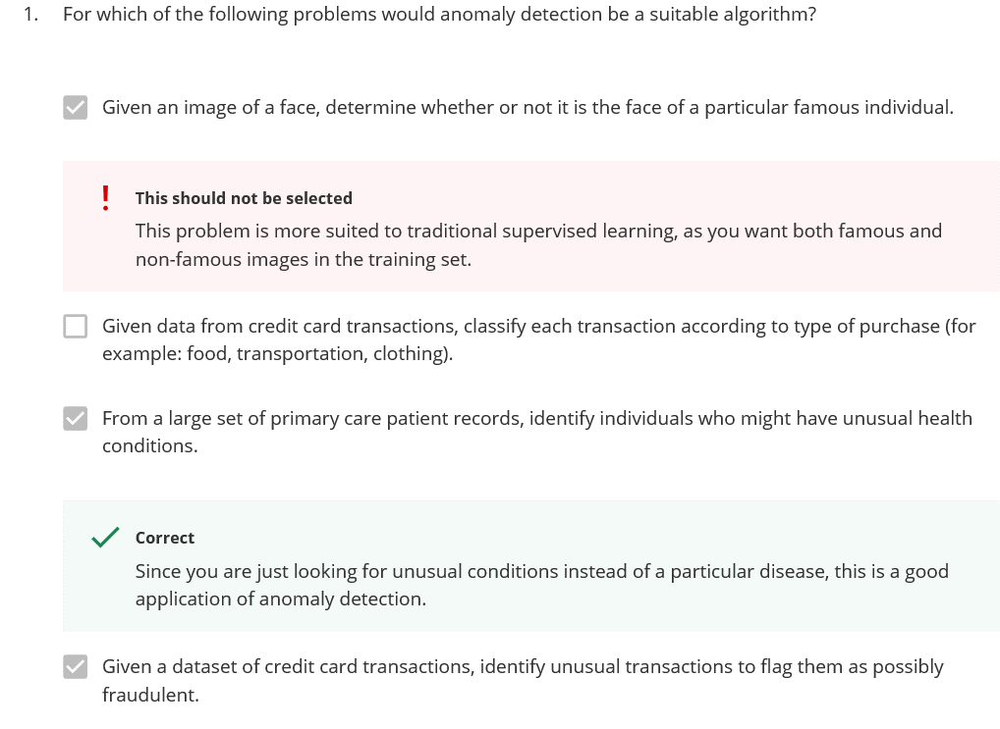 1. For which of the following problems would anomaly detection be a suitable algorithm?
Given an image of a face, determine whether or not it is the face of a particular famous individual.
This should not be selected
This problem is more suited to traditional supervised learning, as you want both famous and
non-famous images in the training set.
Given data from credit card transactions, classify each transaction according to type of purchase (for
example: food, transportation, clothing).
From a large set of primary care patient records, identify individuals who might have unusual health
conditions.
Correct
Since you are just looking for unusual conditions instead of a particular disease, this is a good
application of anomaly detection.
Given a dataset of credit card transactions, identify unusual transactions to flag them as possibly
fraudulent.